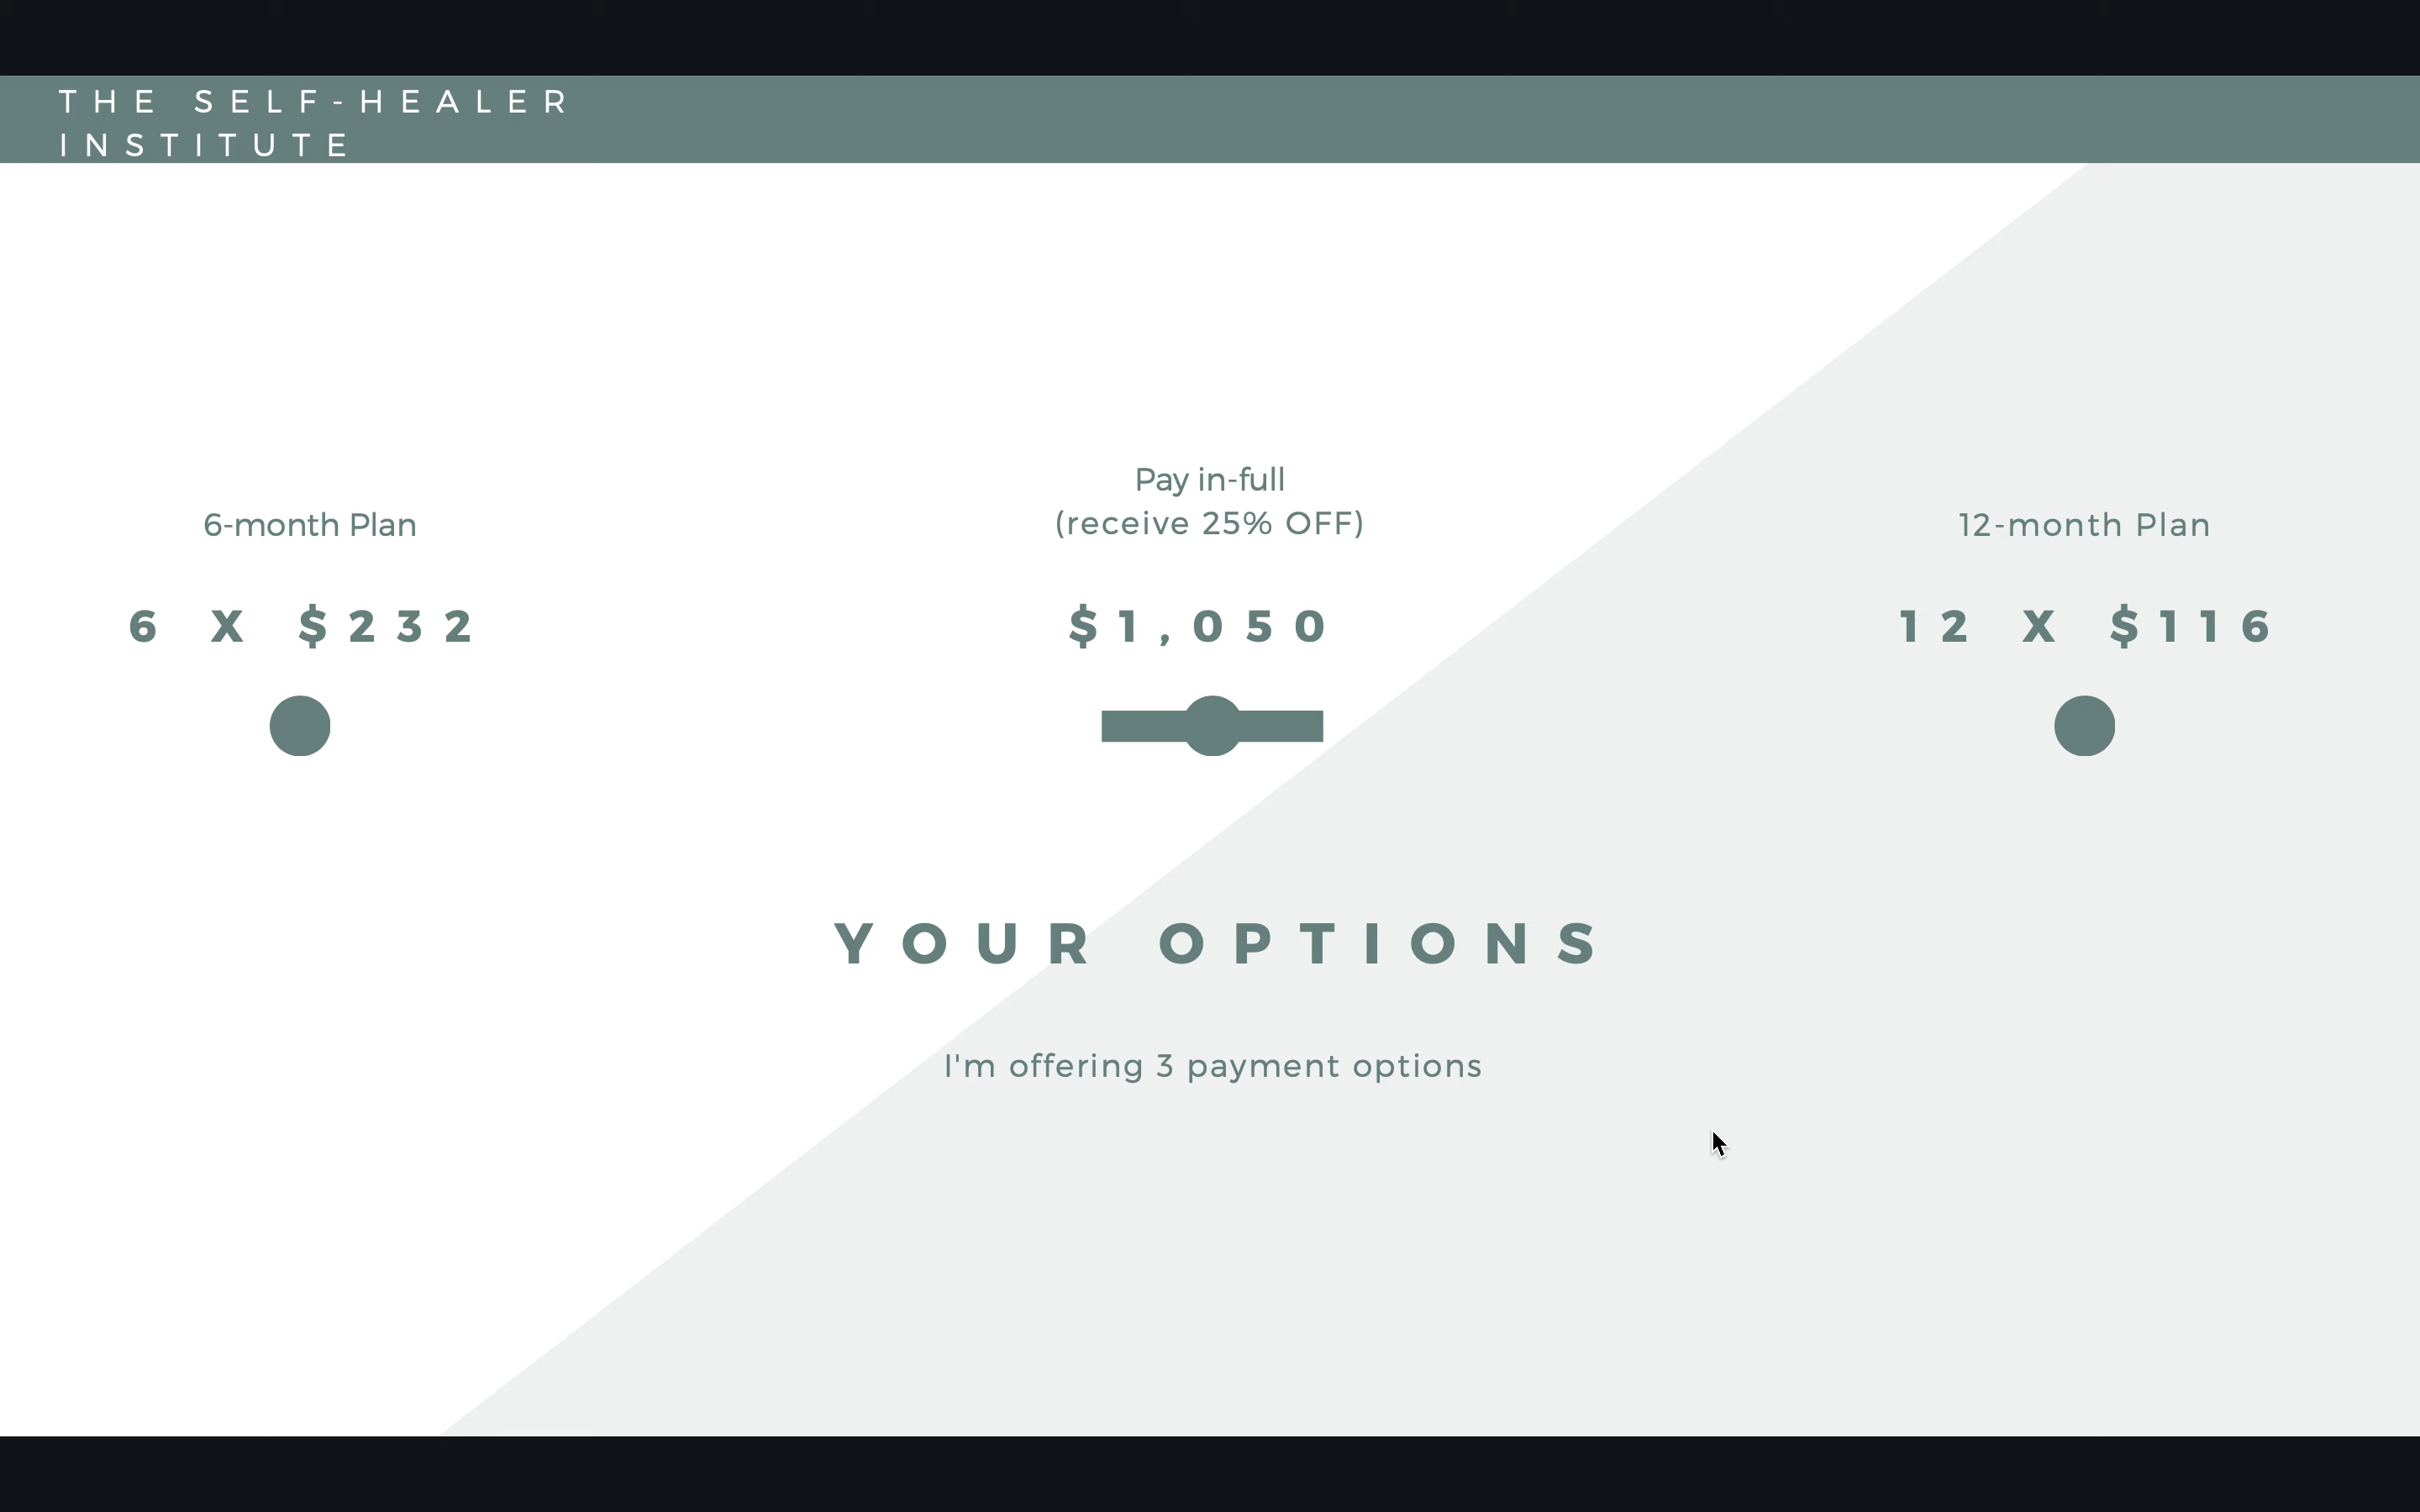 THE SELF-HEALER
INSTITUTE
6-month Plan
6 X $232
Pay in-full
(receive 25% OFF)
$1,050
12-month Plan
12 X $116
YOUR OPTIONS
I'm offering 3 payment options